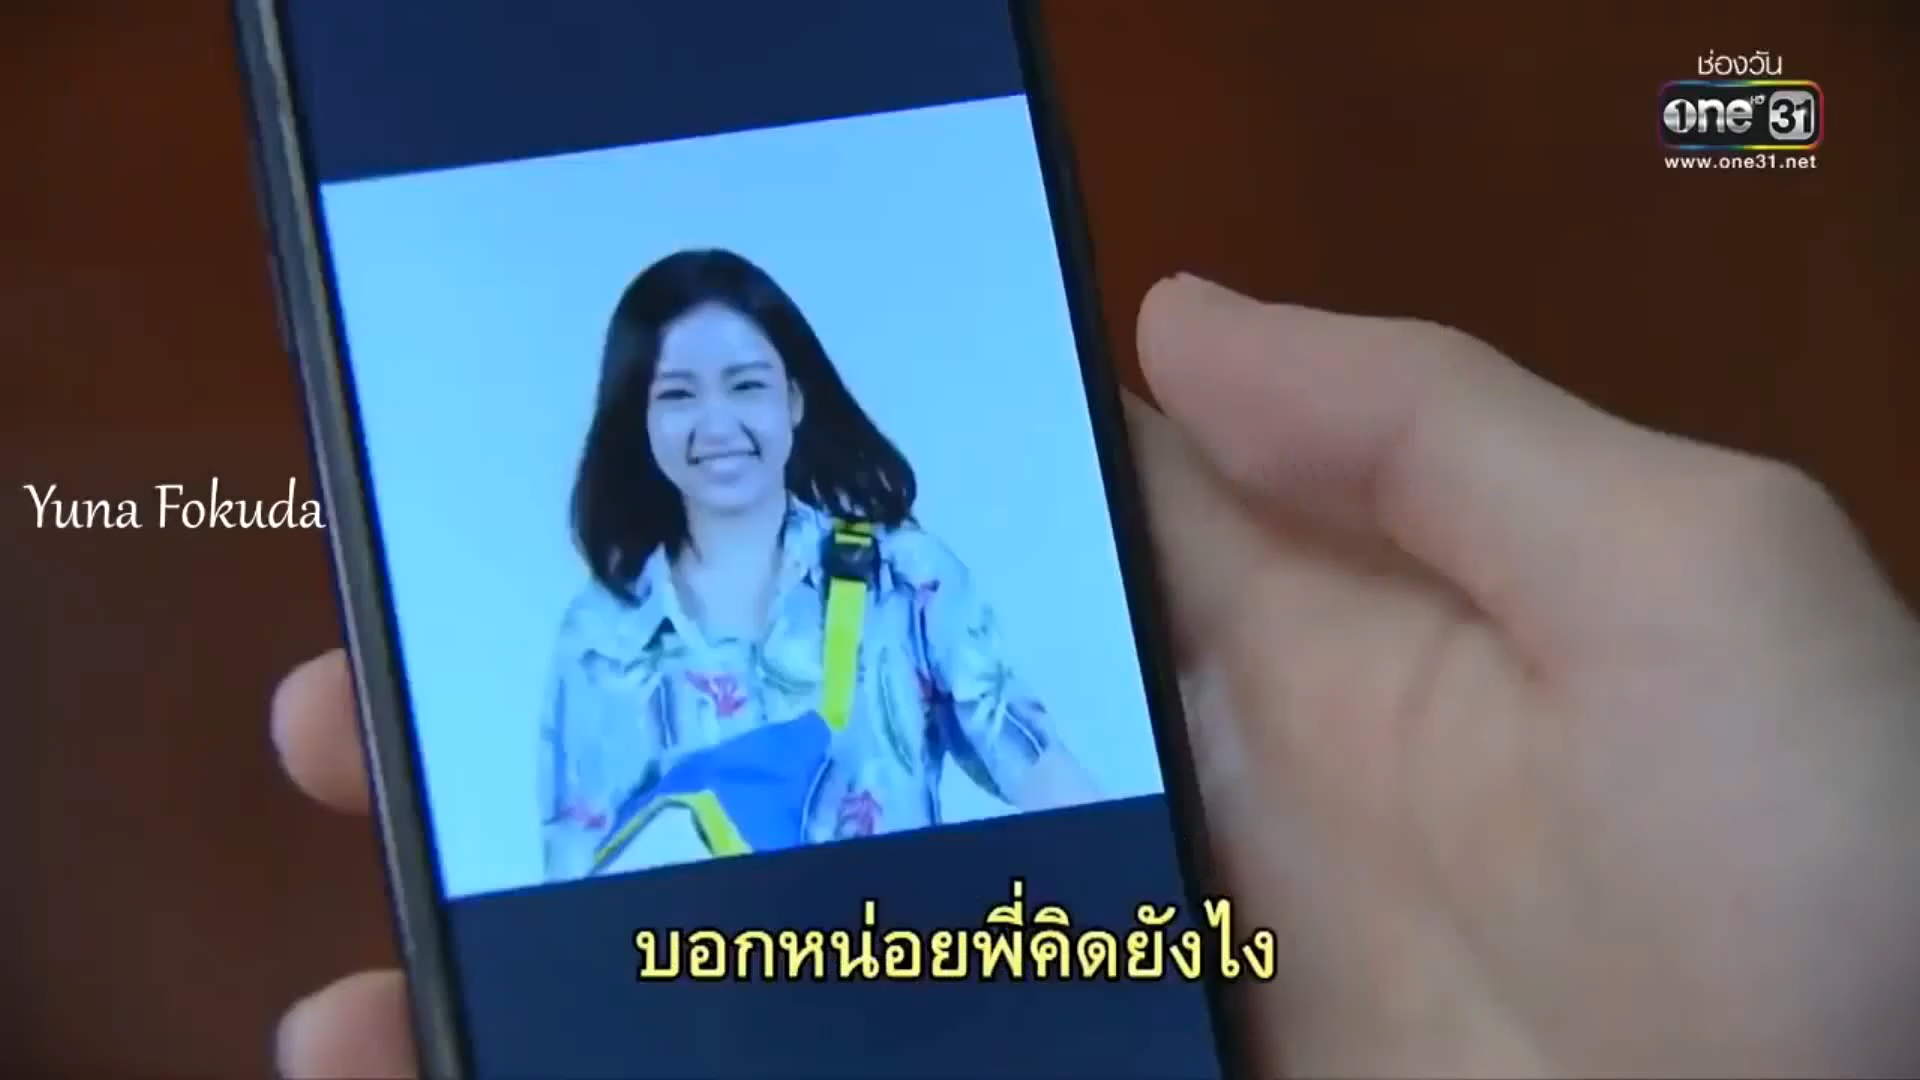 ช่องวัน
one HD 31
www.one31.net
Yuna Fokuda
บอกหน่อยพี่คิดยังไง